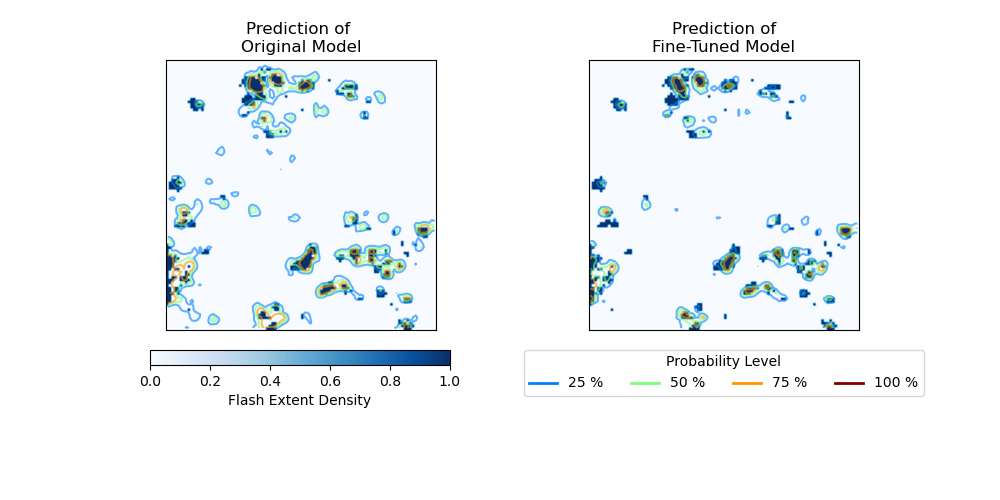 Prediction of
Original Model
Prediction of
Fine-Tuned Model
0.0 0.2 0.4 0.6 0.8 1.0
Flash Extent Density
Probability Level
25 % 50 % 75 % 100 %